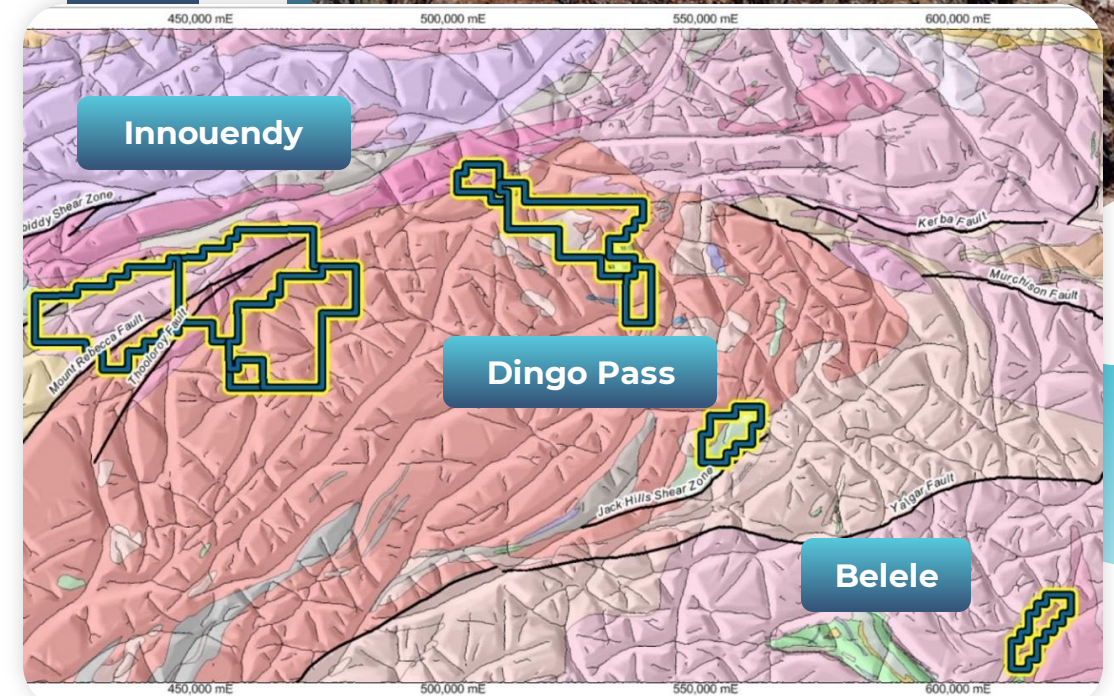 450,000 mE
500,000 mE
550,000 mE
600,000 mE
Innouendy
Shear Zone
Kerba Fault
Murchison Fault
Mount Rebecca Fault
Thooloroy Fault
Dingo Pass
Jack Hills Shear Zone
Yalgar Fault
Belele
450,000 mE
500,000 mE
550,000 mE
600,000 mE